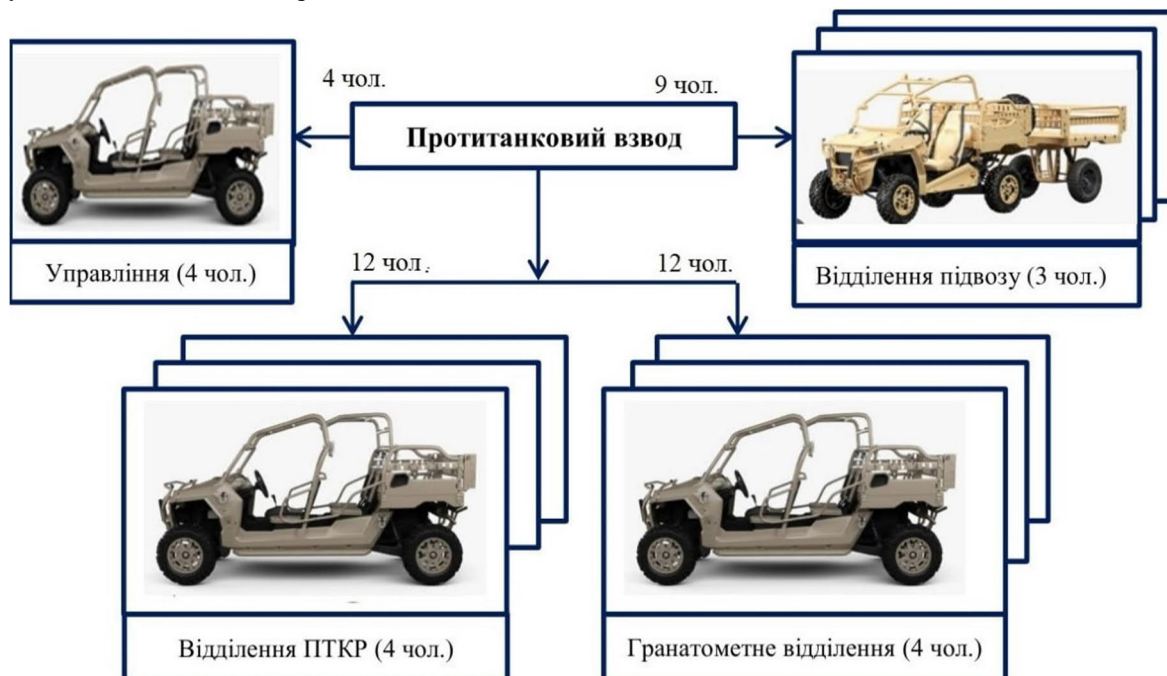 4 чол.
9 чол.
Протитанковий взвод
Управління (4 чол.)
Відділення підвозу (3 чол.)
12 чол.
12 чол.
Відділення ПТКР (4 чол.)
Гранатометне відділення (4 чол.)